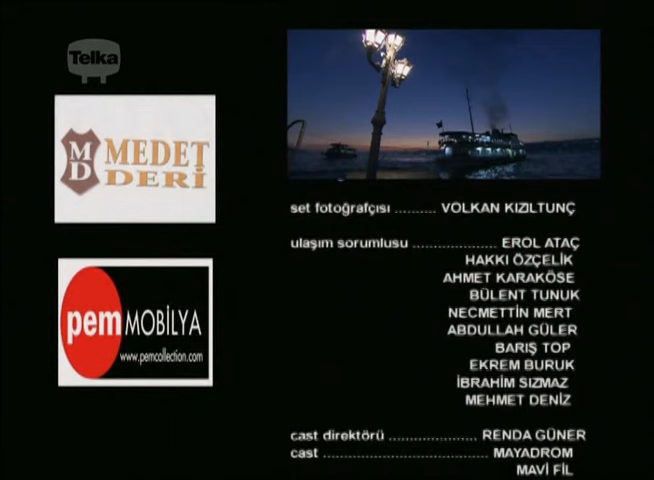 Telka
MD
MEDET
DERİ
pem MOBİLYA
www.pemcollection.com
set fotoğrafçısı .......... VOLKAN KIZILTUNÇ
ulaşım sorumlusu .................... EROL ATAÇ
HAKKI ÖZÇELİK
AHMET KARAKÖSE
BÜLENT TUNUK
NECMETTİN MERT
ABDULLAH GÜLER
BARIŞ TOP
EKREM BURUK
İBRAHİM SIZMAZ
MEHMET DENİZ
cast direktörü ..................... RENDA GÜNER
cast ........................................ MAYADROM
MAVİ FİL